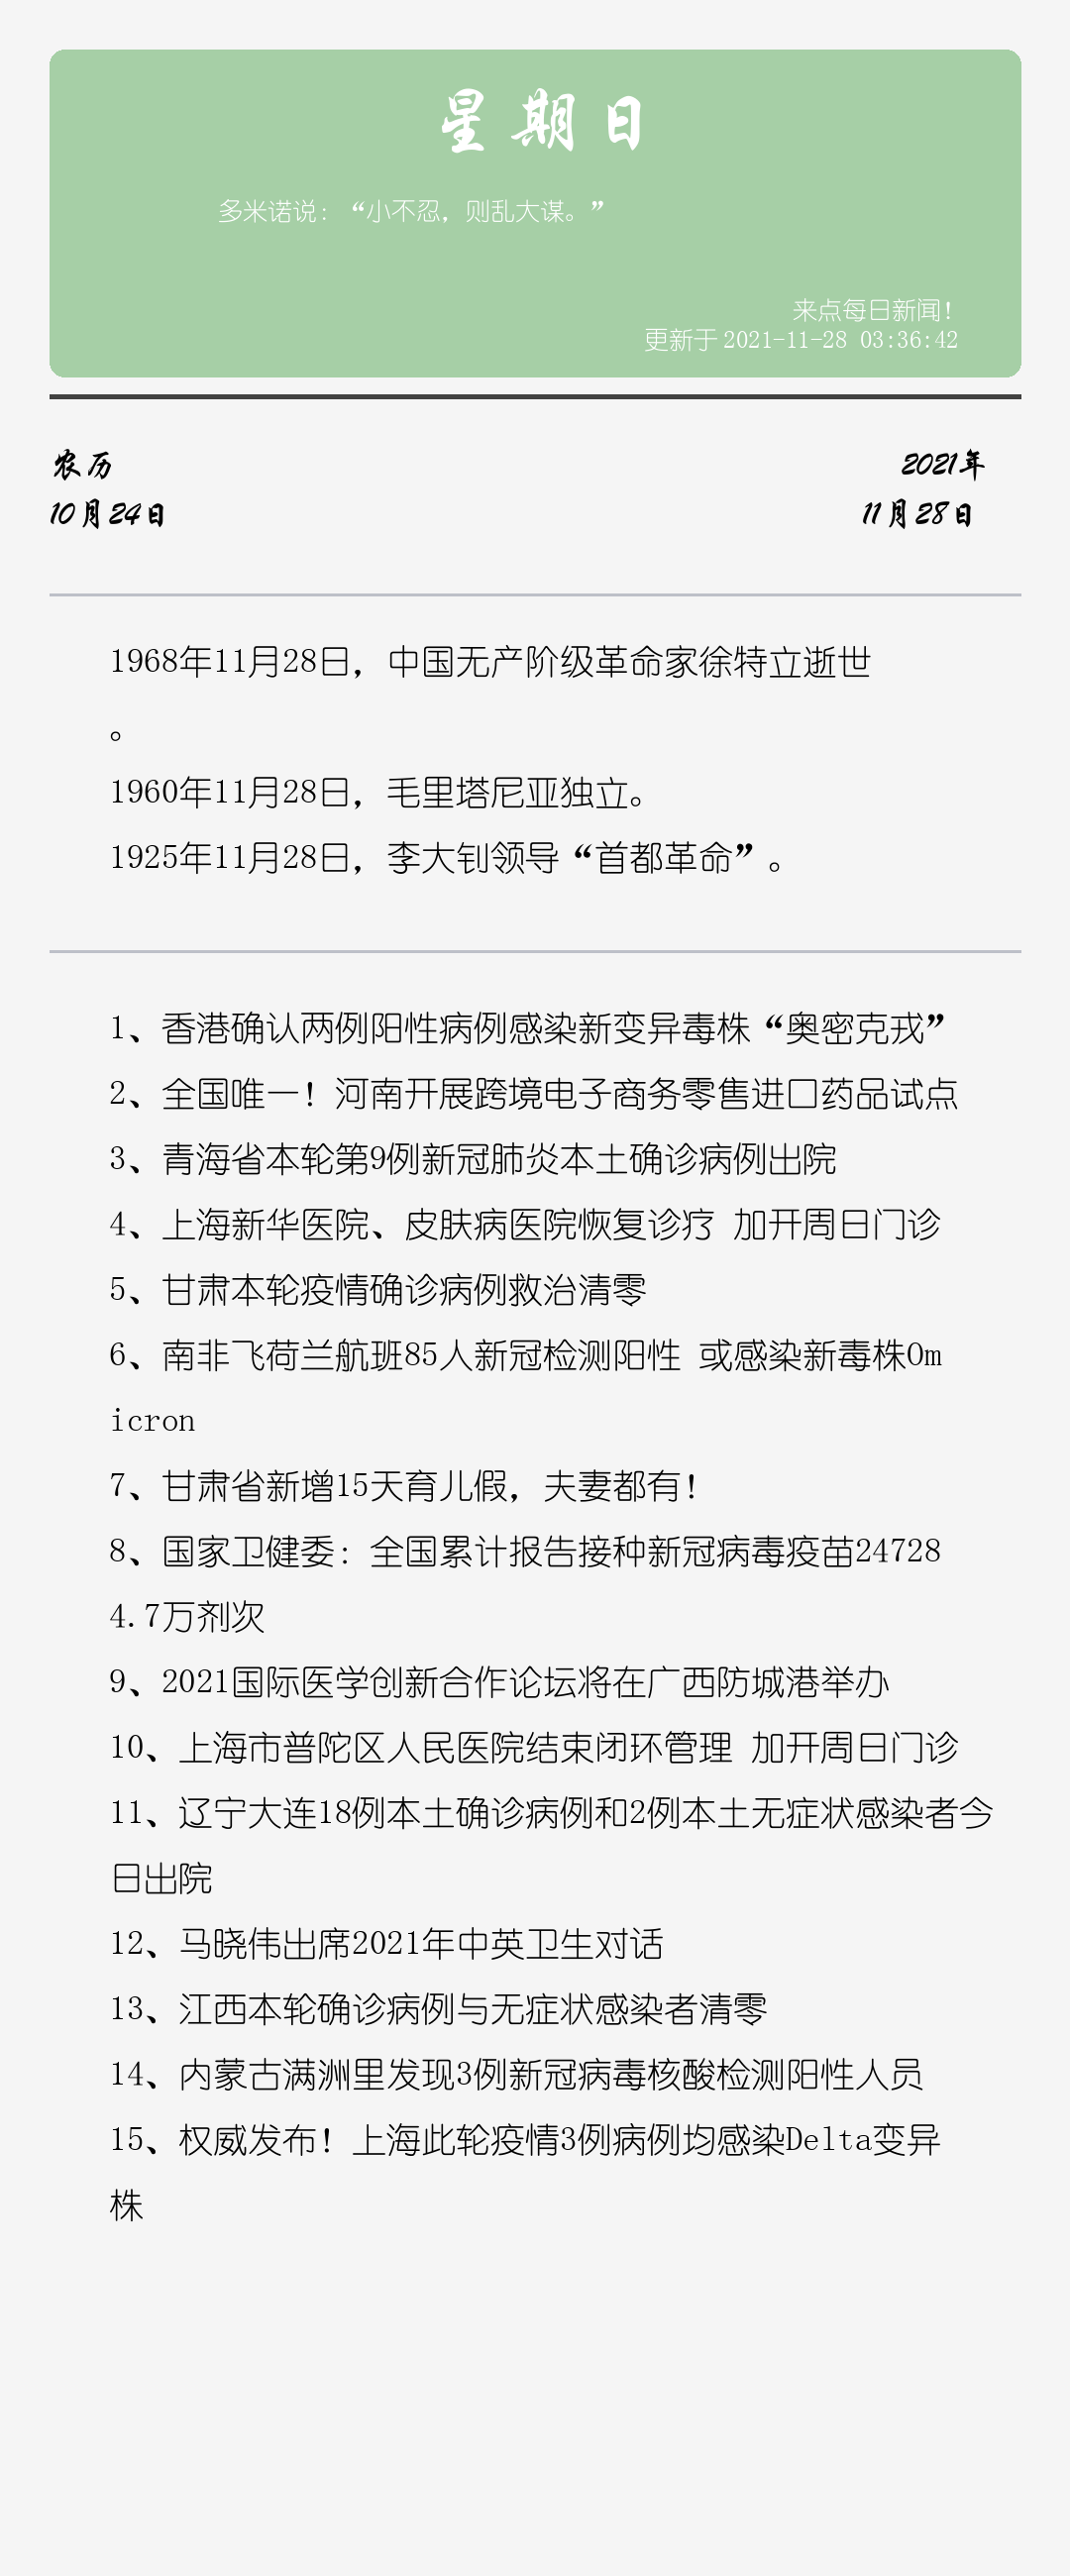 星期日
多米诺说：“小不忍，则乱大谋。”
来点每日新闻！
更新于 2021-11-28 03:36:42
农历
10月24日
2021年
11月28日
1968年11月28日，中国无产阶级革命家徐特立逝世
。
1960年11月28日，毛里塔尼亚独立。
1925年11月28日，李大钊领导“首都革命”。
1、香港确认两例阳性病例感染新变异毒株“奥密克戎”
2、全国唯一！河南开展跨境电子商务零售进口药品试点
3、青海省本轮第9例新冠肺炎本土确诊病例出院
4、上海新华医院、皮肤病医院恢复诊疗 加开周日门诊
5、甘肃本轮疫情确诊病例救治清零
6、南非飞荷兰航班85人新冠检测阳性 或感染新毒株Om
icron
7、甘肃省新增15天育儿假，夫妻都有！
8、国家卫健委：全国累计报告接种新冠病毒疫苗24728
4.7万剂次
9、2021国际医学创新合作论坛将在广西防城港举办
10、上海市普陀区人民医院结束闭环管理 加开周日门诊
11、辽宁大连18例本土确诊病例和2例本土无症状感染者今
日出院
12、马晓伟出席2021年中英卫生对话
13、江西本轮确诊病例与无症状感染者清零
14、内蒙古满洲里发现3例新冠病毒核酸检测阳性人员
15、权威发布！上海此轮疫情3例病例均感染Delta变异
株